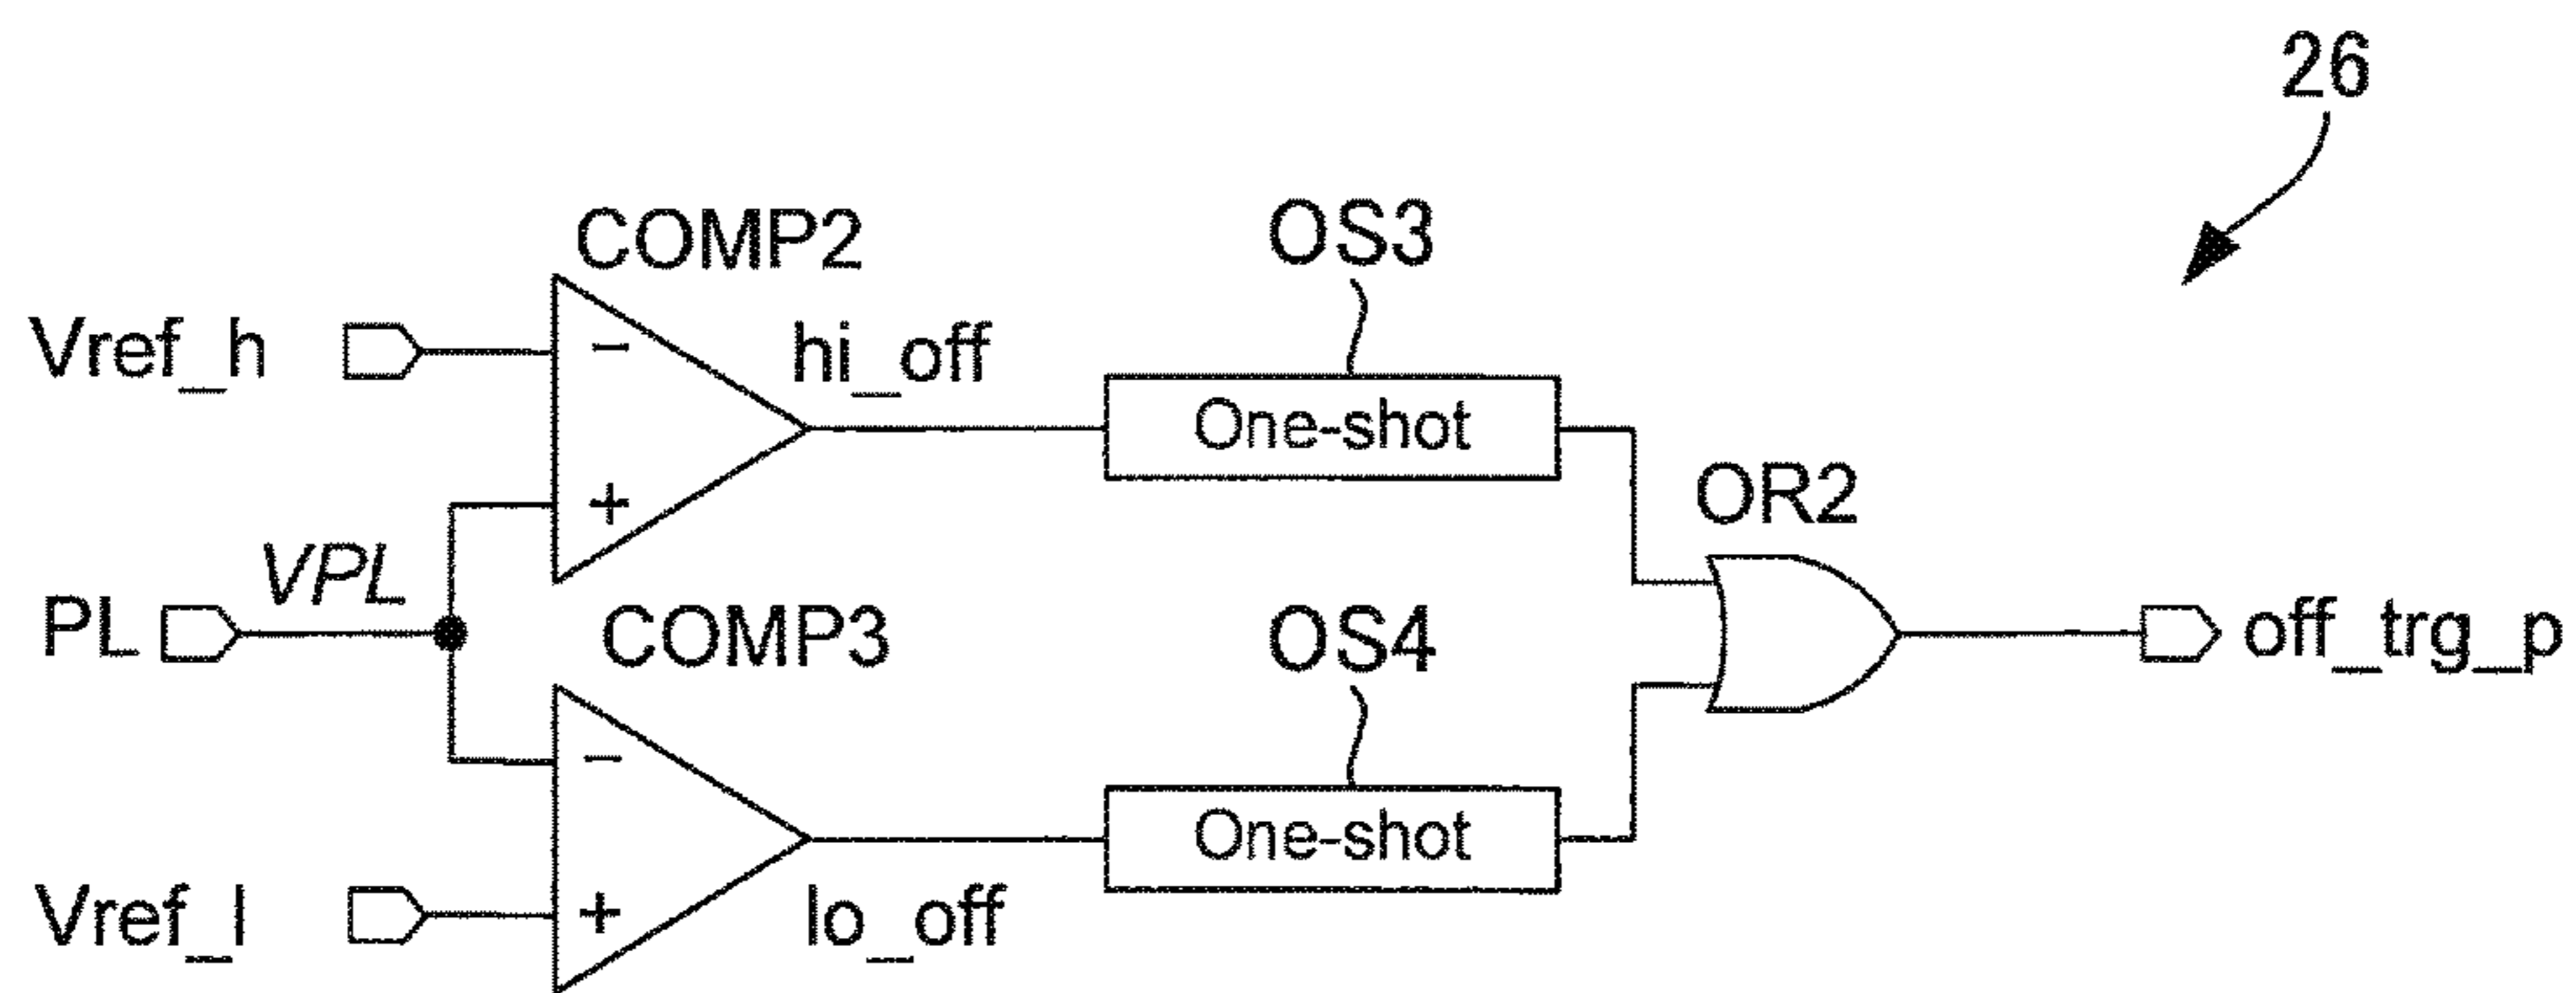 26
COMP2
OS3
Vref_h
−
hi_off
One-shot
+
OR2
VPL
PL
COMP3
OS4
off_trg_p
−
One-shot
Vref_l
+
lo_off